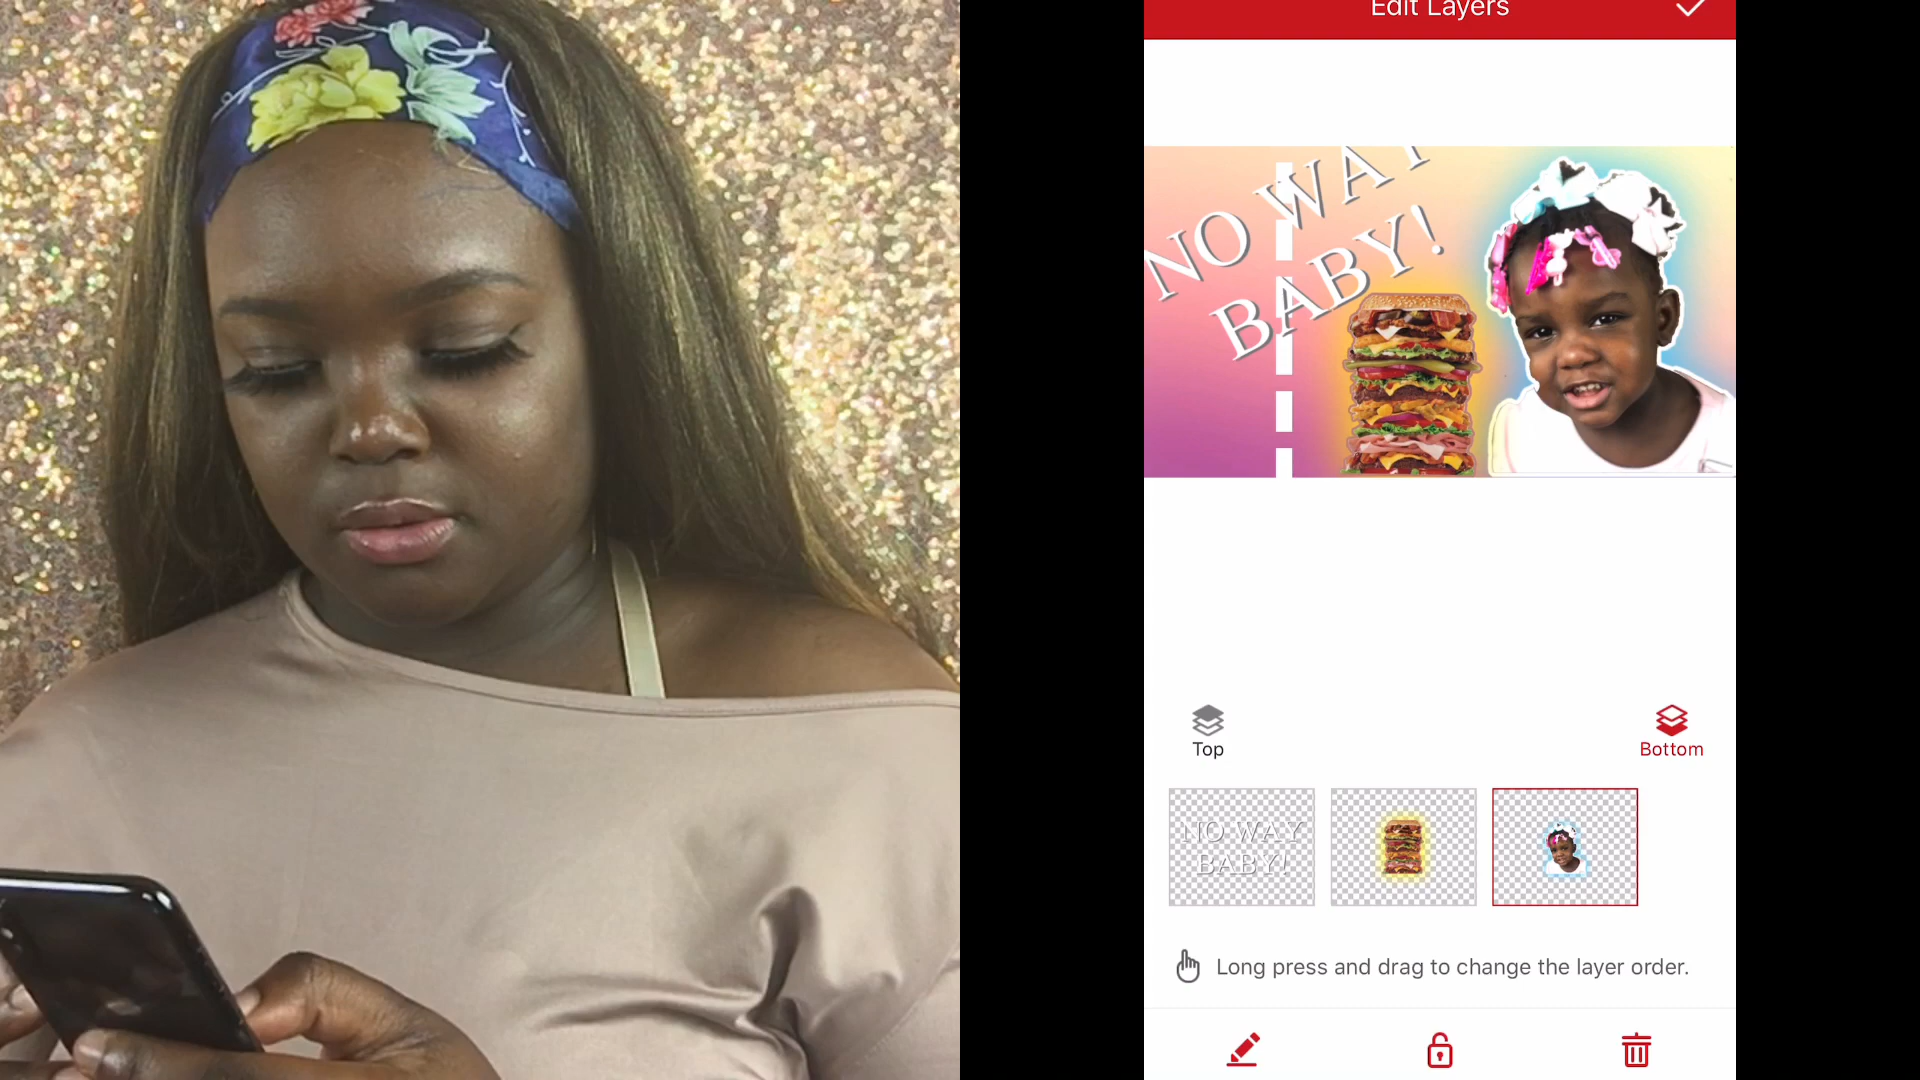 Edit Layers
NO WAY
BABY!
Top
Bottom
NO WAY
BABY!
Long press and drag to change the layer order.